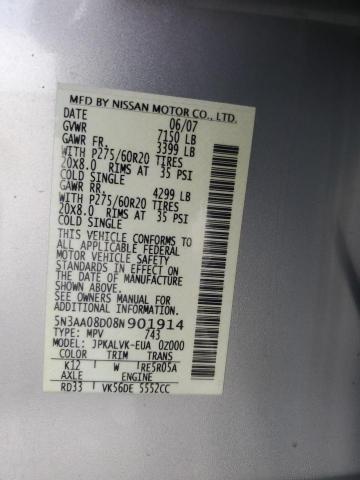 MFD BY NISSAN MOTOR CO., LTD.
DATE 06/07
GVWR 7150 LB
GAWR FR. 3399 LB
WITH P275/60R20 TIRES
20X8.0 RIMS AT 35 PSI
COLD SINGLE
GAWR RR. 4299 LB
WITH P275/60R20 TIRES
20X8.0 RIMS AT 35 PSI
COLD SINGLE
THIS VEHICLE CONFORMS TO
ALL APPLICABLE FEDERAL
MOTOR VEHICLE SAFETY
STANDARDS IN EFFECT ON
THE DATE OF MANUFACTURE
SHOWN ABOVE.
SEE OWNERS MANUAL FOR
ADDITIONAL INFORMATION
5N3AA08D08N901914
TYPE: MPV 743
MODEL: JPKALVK-EUA 0Z000
COLOR TRIM TRANS
K12 W RE5R05A
AXLE ENGINE
RD33 VK56DE 5552CC